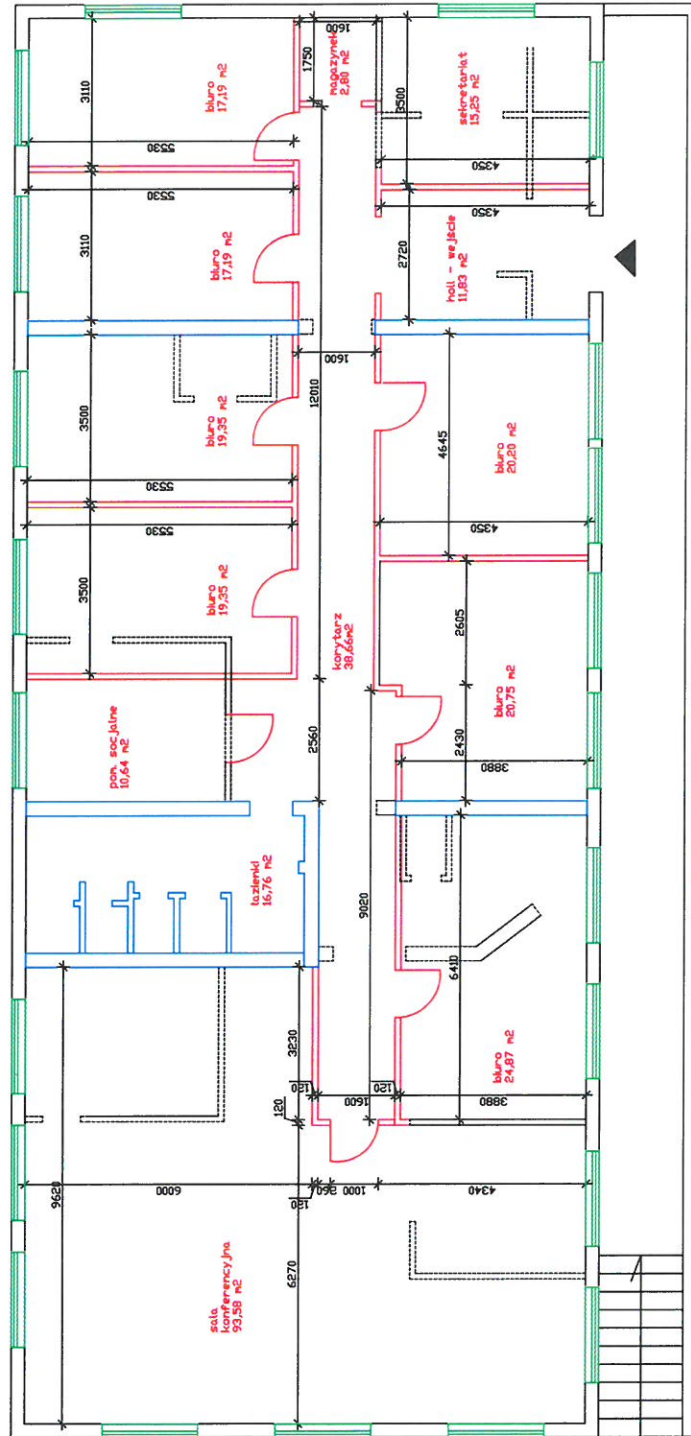 1600
1750
magazynek
2,80 m2
3110
biuro
17,19 m2
5530
3500
sekretariat
15,25 m2
4350
5530
3110
biuro
17,19 m2
4350
2720
holl - wejście
11,83 m2
1600
12010
3500
biuro
19,35 m2
5530
4645
biuro
20,20 m2
4350
5530
3500
biuro
19,35 m2
korytarz
38,66m2
2605
biuro
20,75 m2
2430
3880
2560
pom. socjalne
10,64 m2
łazienki
16,76 m2
9020
6410
biuro
24,87 m2
3880
3230
120
1600
120
120
9620
6000
120
360
1000
4340
6270
sala
konferencyjna
93,58 m2